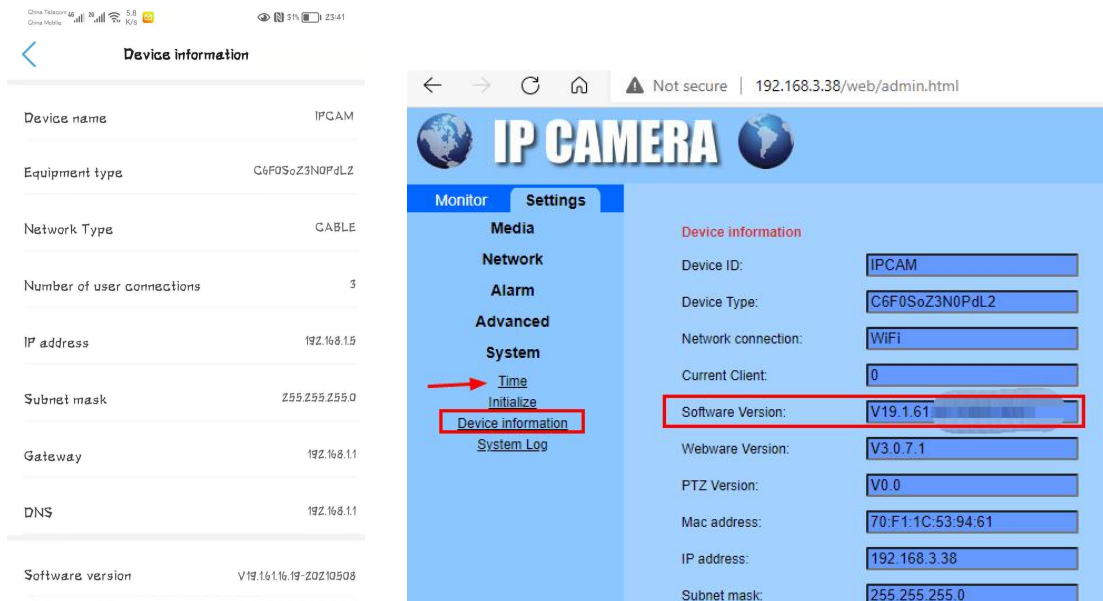 China Telecom 4G 2G 5.8 K/s
China Mobile
31% 23:41
Device information
Device name IPCAM
Equipment type C6F0SoZ3N0PdL2
Network Type CABLE
Number of user connections 3
IP address 192.168.1.5
Subnet mask 255.255.255.0
Gateway 192.168.1.1
DNS 192.168.1.1
Software version V19.1.61.16.19-20210508
Not secure | 192.168.3.38/web/admin.html
IP CAMERA
Monitor Settings
Media
Network
Alarm
Advanced
System
Time
Initialize
Device information
System Log
Device information
Device ID: IPCAM
Device Type: C6F0SoZ3N0PdL2
Network connection: WiFi
Current Client: 0
Software Version: V19.1.61
Webware Version: V3.0.7.1
PTZ Version: V0.0
Mac address: 70:F1:1C:53:94:61
IP address: 192.168.3.38
Subnet mask: 255.255.255.0